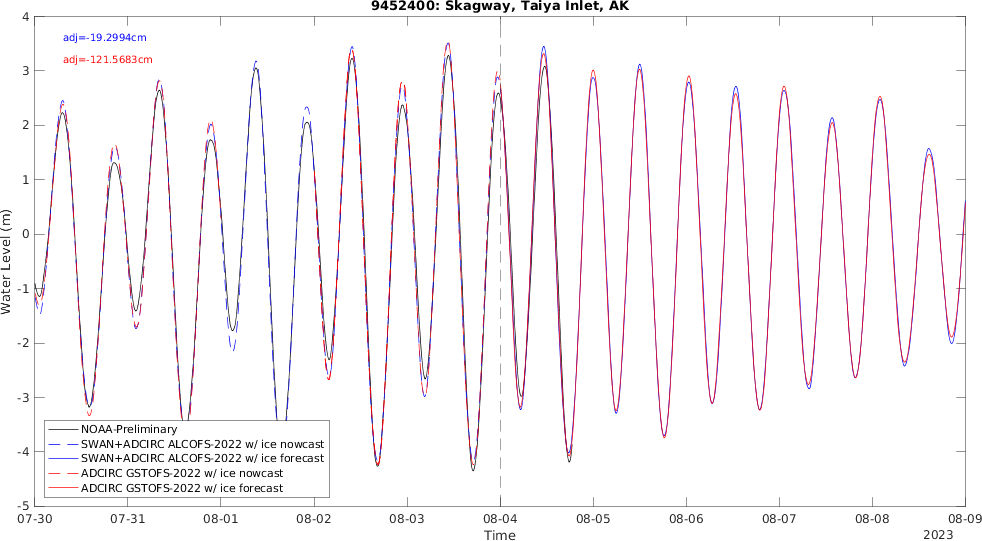 9452400: Skagway, Taiya Inlet, AK
adj=-19.2994cm
adj=-121.5683cm
4
3
2
1
0
-1
-2
-3
-4
-5
Water Level (m)
NOAA-Preliminary
SWAN+ADCIRC ALCOFS-2022 w/ ice nowcast
SWAN+ADCIRC ALCOFS-2022 w/ ice forecast
ADCIRC GSTOFS-2022 w/ ice nowcast
ADCIRC GSTOFS-2022 w/ ice forecast
07-30 07-31 08-01 08-02 08-03 08-04 08-05 08-06 08-07 08-08 08-09
Time
2023